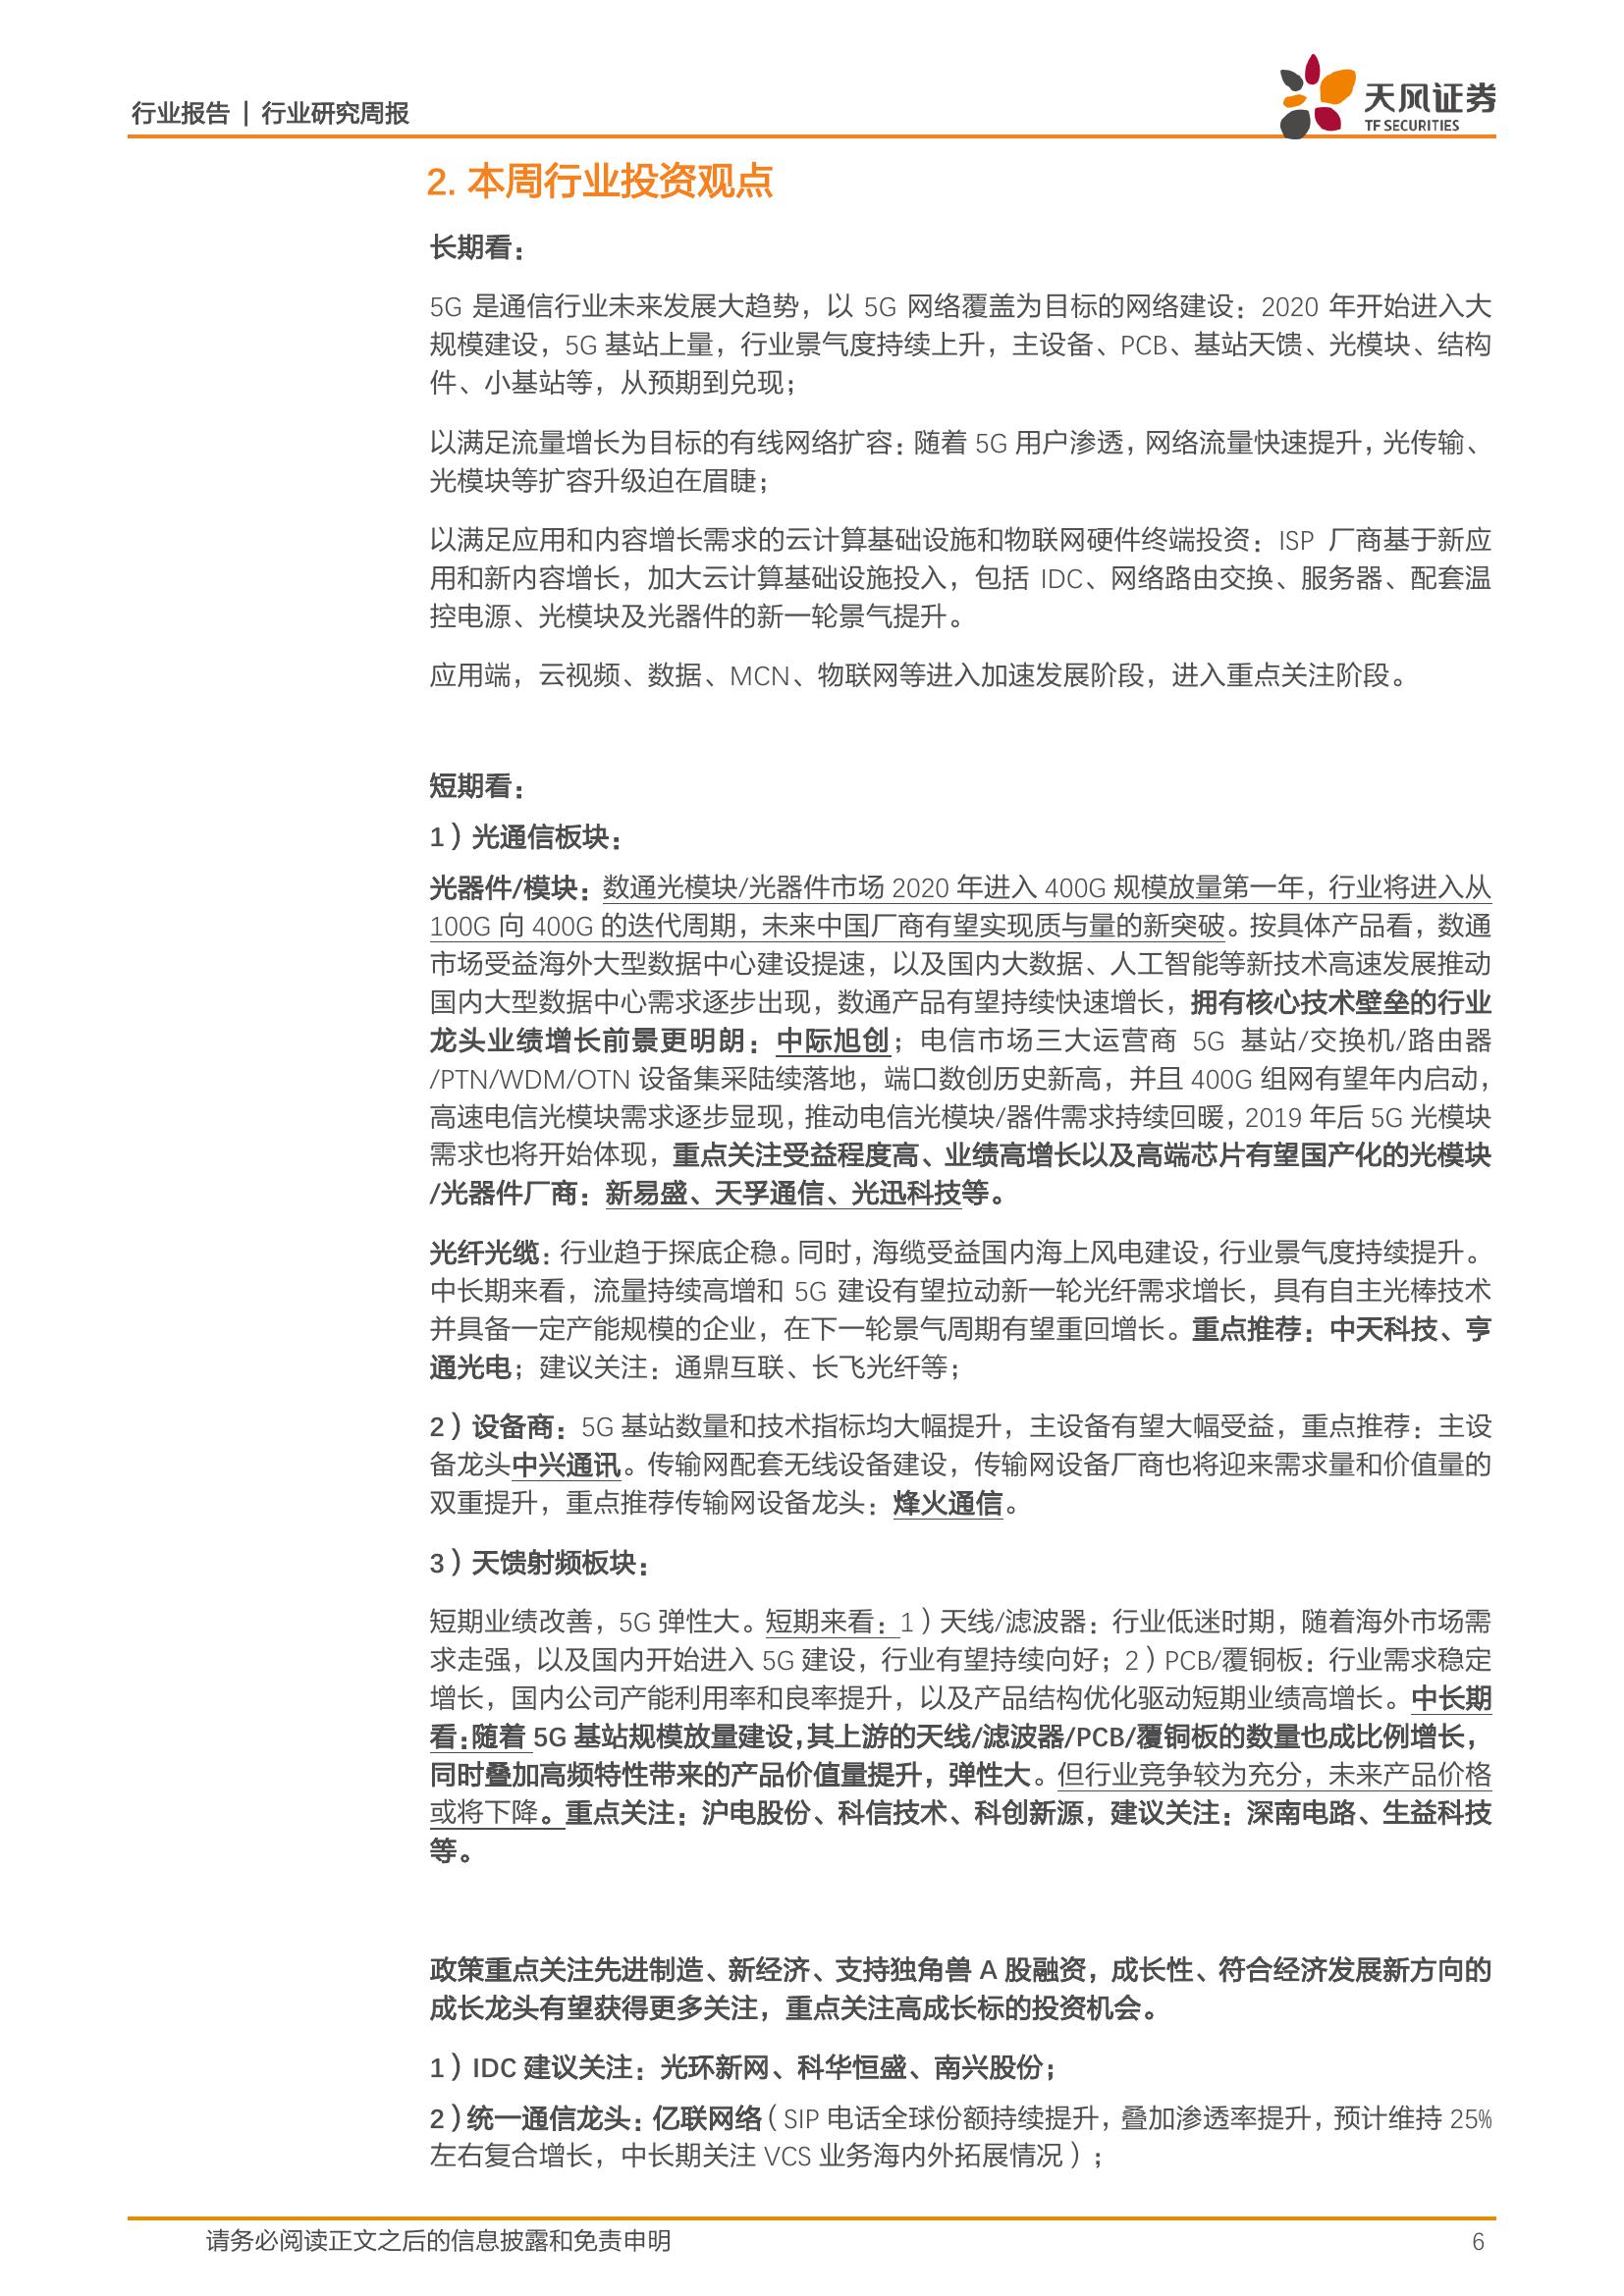 行业报告 | 行业研究周报
天风证券
TF SECURITIES
2. 本周行业投资观点
长期看：
5G 是通信行业未来发展大趋势，以 5G 网络覆盖为目标的网络建设：2020 年开始进入大
规模建设，5G 基站上量，行业景气度持续上升，主设备、PCB、基站天馈、光模块、结构
件、小基站等，从预期到兑现；
以满足流量增长为目标的有线网络扩容：随着 5G 用户渗透，网络流量快速提升，光传输、
光模块等扩容升级迫在眉睫；
以满足应用和内容增长需求的云计算基础设施和物联网硬件终端投资：ISP 厂商基于新应
用和新内容增长，加大云计算基础设施投入，包括 IDC、网络路由交换、服务器、配套温
控电源、光模块及光器件的新一轮景气提升。
应用端，云视频、数据、MCN、物联网等进入加速发展阶段，进入重点关注阶段。
短期看：
1）光通信板块：
光器件/模块：数通光模块/光器件市场 2020 年进入 400G 规模放量第一年，行业将进入从
100G 向 400G 的迭代周期，未来中国厂商有望实现质与量的新突破。按具体产品看，数通
市场受益海外大型数据中心建设提速，以及国内大数据、人工智能等新技术高速发展推动
国内大型数据中心需求逐步出现，数通产品有望持续快速增长，拥有核心技术壁垒的行业
龙头业绩增长前景更明朗：中际旭创；电信市场三大运营商 5G 基站/交换机/路由器
/PTN/WDM/OTN 设备集采陆续落地，端口数创历史新高，并且 400G 组网有望年内启动，
高速电信光模块需求逐步显现，推动电信光模块/器件需求持续回暖，2019 年后 5G 光模块
需求也将开始体现，重点关注受益程度高、业绩高增长以及高端芯片有望国产化的光模块
/光器件厂商：新易盛、天孚通信、光迅科技等。
光纤光缆：行业趋于探底企稳。同时，海缆受益国内海上风电建设，行业景气度持续提升。
中长期来看，流量持续高增和 5G 建设有望拉动新一轮光纤需求增长，具有自主光棒技术
并具备一定产能规模的企业，在下一轮景气周期有望重回增长。重点推荐：中天科技、亨
通光电；建议关注：通鼎互联、长飞光纤等；
2）设备商：5G 基站数量和技术指标均大幅提升，主设备有望大幅受益，重点推荐：主设
备龙头中兴通讯。传输网配套无线设备建设，传输网设备厂商也将迎来需求量和价值量的
双重提升，重点推荐传输网设备龙头：烽火通信。
3）天馈射频板块：
短期业绩改善，5G 弹性大。短期来看：1）天线/滤波器：行业低迷时期，随着海外市场需
求走强，以及国内开始进入 5G 建设，行业有望持续向好；2）PCB/覆铜板：行业需求稳定
增长，国内公司产能利用率和良率提升，以及产品结构优化驱动短期业绩高增长。中长期
看：随着 5G 基站规模放量建设，其上游的天线/滤波器/PCB/覆铜板的数量也成比例增长，
同时叠加高频特性带来的产品价值量提升，弹性大。但行业竞争较为充分，未来产品价格
或将下降。重点关注：沪电股份、科信技术、科创新源，建议关注：深南电路、生益科技
等。
政策重点关注先进制造、新经济、支持独角兽 A 股融资，成长性、符合经济发展新方向的
成长龙头有望获得更多关注，重点关注高成长标的投资机会。
1）IDC 建议关注：光环新网、科华恒盛、南兴股份；
2）统一通信龙头：亿联网络（SIP 电话全球份额持续提升，叠加渗透率提升，预计维持 25%
左右复合增长，中长期关注 VCS 业务海内外拓展情况）；
请务必阅读正文之后的信息披露和免责申明
6